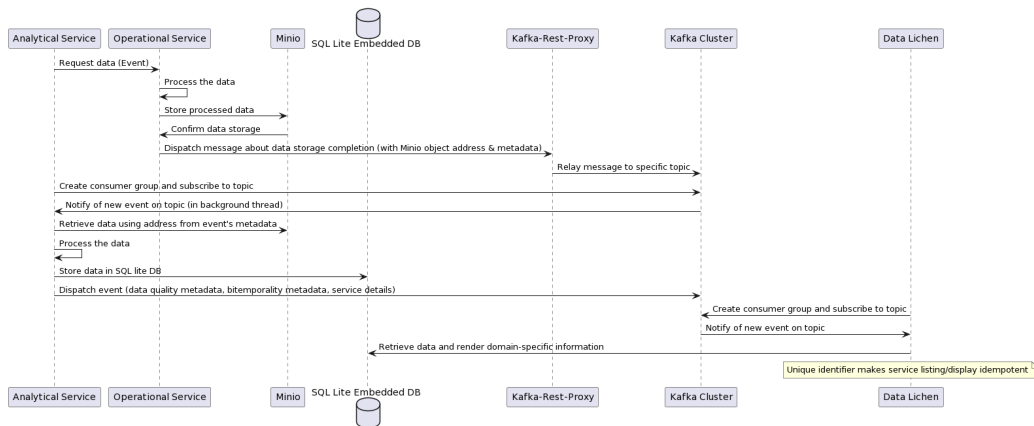 Analytical Service
Operational Service
Minio
SQL Lite Embedded DB
Kafka-Rest-Proxy
Kafka Cluster
Data Lichen
Request data (Event)
Process the data
Store processed data
Confirm data storage
Dispatch message about data storage completion (with Minio object address & metadata)
Relay message to specific topic
Create consumer group and subscribe to topic
Notify of new event on topic (in background thread)
Retrieve data using address from event's metadata
Process the data
Store data in SQL lite DB
Dispatch event (data quality metadata, bitemporality metadata, service details)
Create consumer group and subscribe to topic
Notify of new event on topic
Retrieve data and render domain-specific information
Unique identifier makes service listing/display idempotent
Analytical Service
Operational Service
Minio
SQL Lite Embedded DB
Kafka-Rest-Proxy
Kafka Cluster
Data Lichen